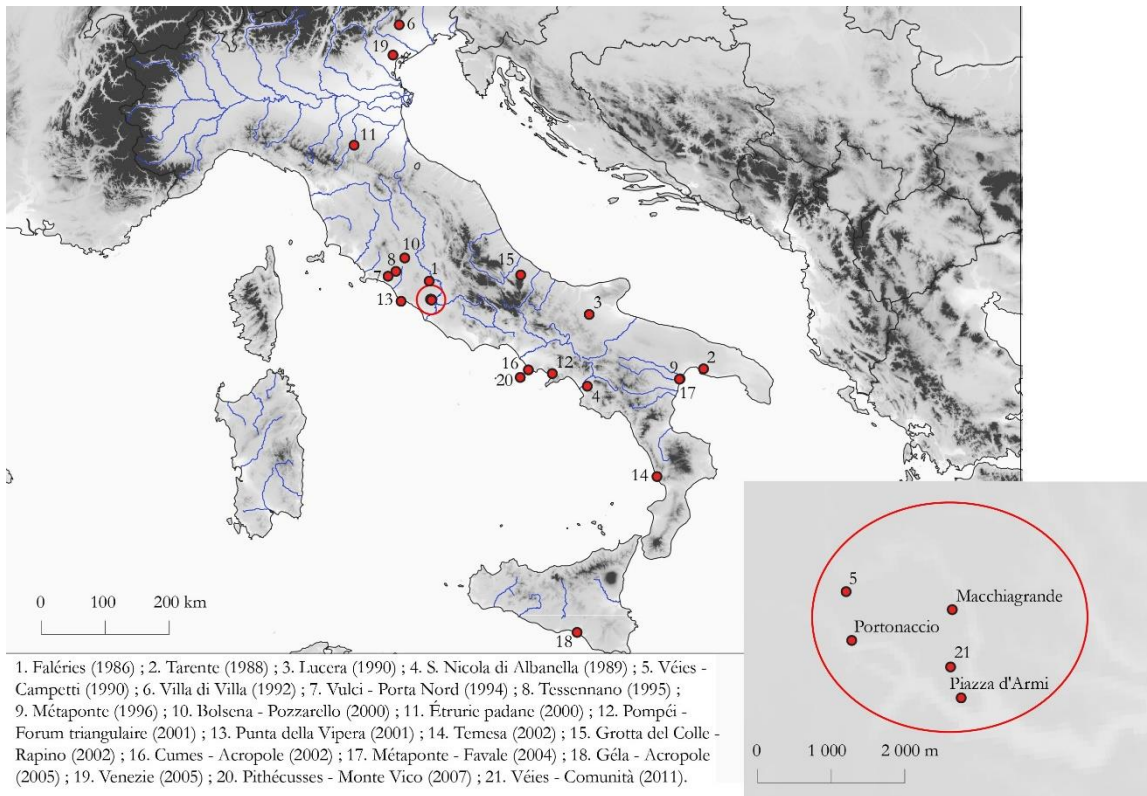 6
19
11
10
8
7
1
13
15
3
16
20
12
4
9
17
2
14
18
0 100 200 km
5
Macchiagrande
Portonaccio
21
Piazza d'Armi
0 1 000 2 000 m
1. Faléries (1986) ; 2. Tarente (1988) ; 3. Lucera (1990) ; 4. S. Nicola di Albanella (1989) ; 5. Véies -
Campetti (1990) ; 6. Villa di Villa (1992) ; 7. Vulci - Porta Nord (1994) ; 8. Tessennano (1995) ;
9. Métaponte (1996) ; 10. Bolsena - Pozzarello (2000) ; 11. Étrurie padane (2000) ; 12. Pompéi -
Forum triangulaire (2001) ; 13. Punta della Vipera (2001) ; 14. Temesa (2002) ; 15. Grotta del Colle -
Rapino (2002) ; 16. Cumes - Acropole (2002) ; 17. Métaponte - Favale (2004) ; 18. Géla - Acropole
(2005) ; 19. Venezie (2005) ; 20. Pithécusses - Monte Vico (2007) ; 21. Véies - Comunità (2011).